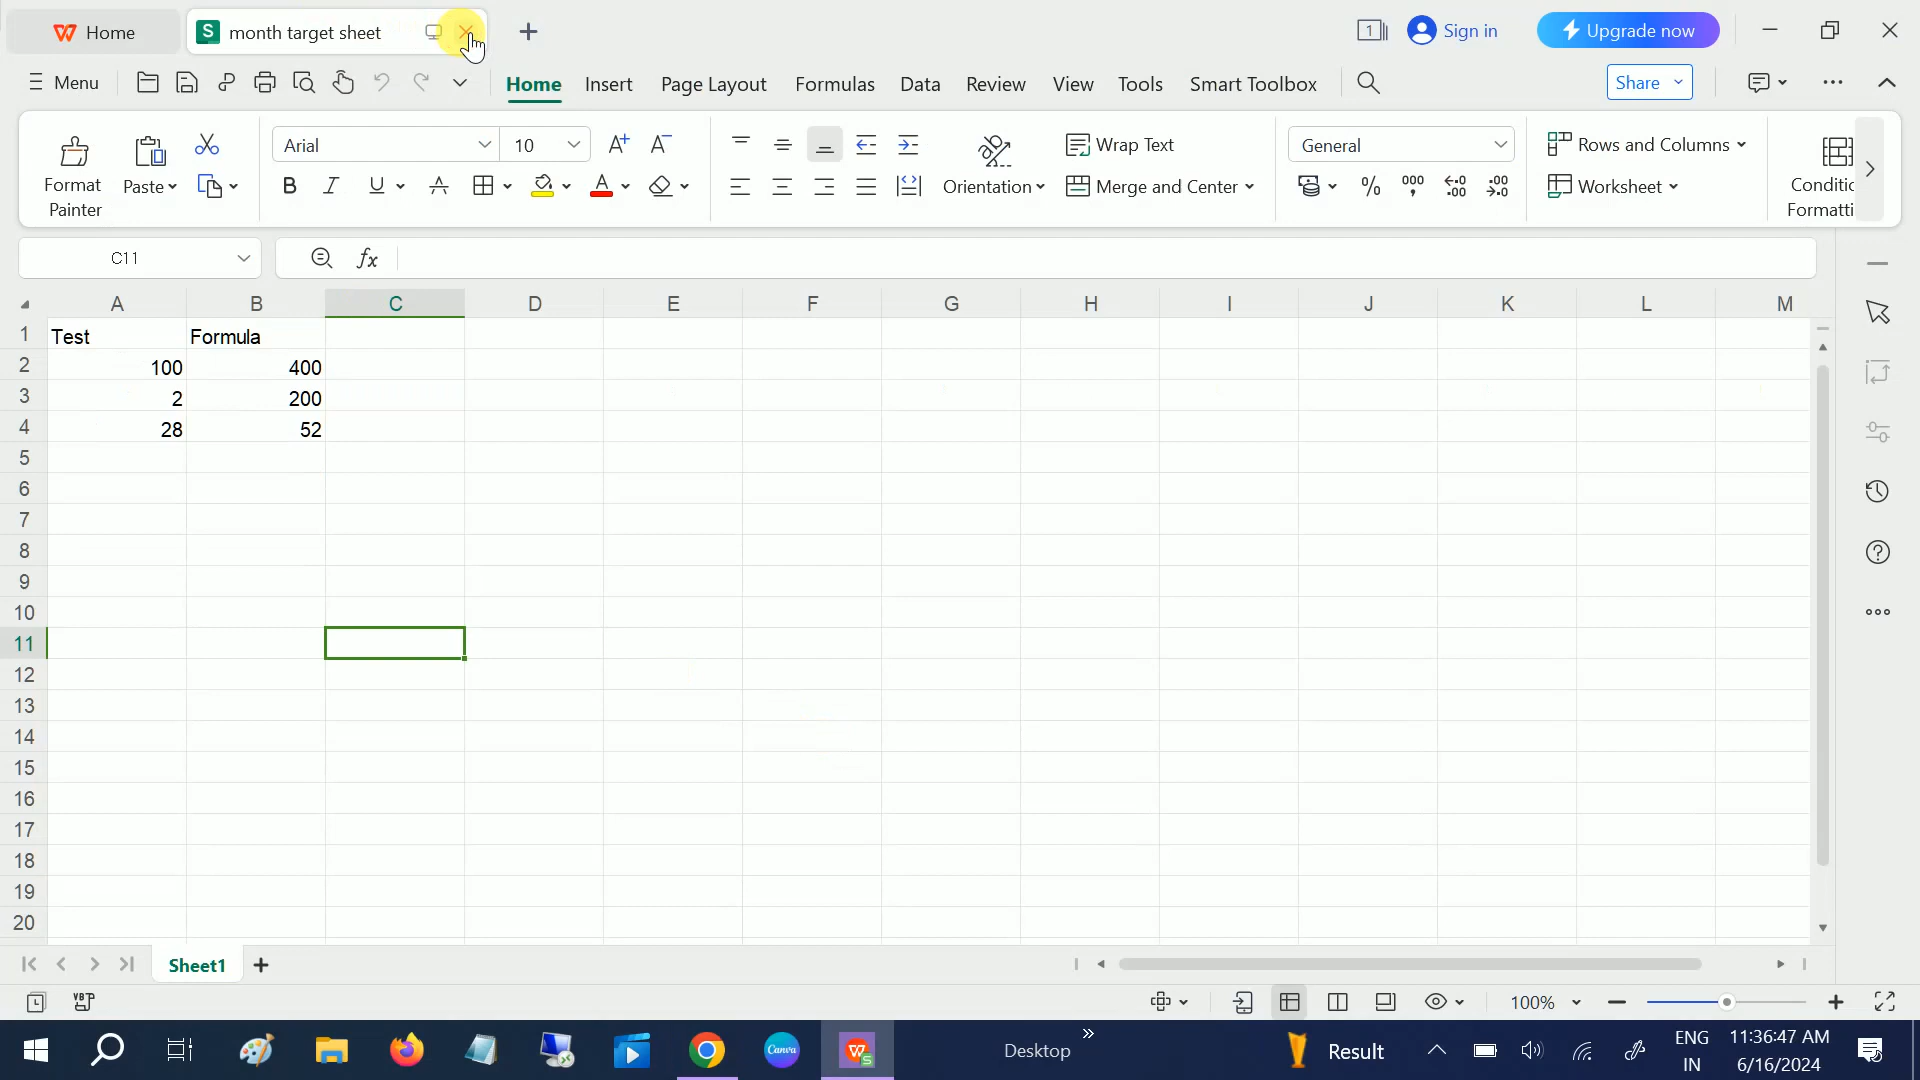 Home
month target sheet
1
Sign in
Upgrade now
Menu
Home
Insert
Page Layout
Formulas
Data
Review
View
Tools
Smart Toolbox
Share
Format
Painter
Paste
Arial
10
Orientation
Wrap Text
Merge and Center
General
Rows and Columns
Worksheet
Conditic
Formatti
C11
fx
A B C D E F G H I J K L M
1 Test Formula
2 100 400
3 2 200
4 28 52
5
6
7
8
9
10
11
12
13
14
15
16
17
18
19
20
Sheet1
100%
Desktop
Result
ENG
IN
11:36:47 AM
6/16/2024